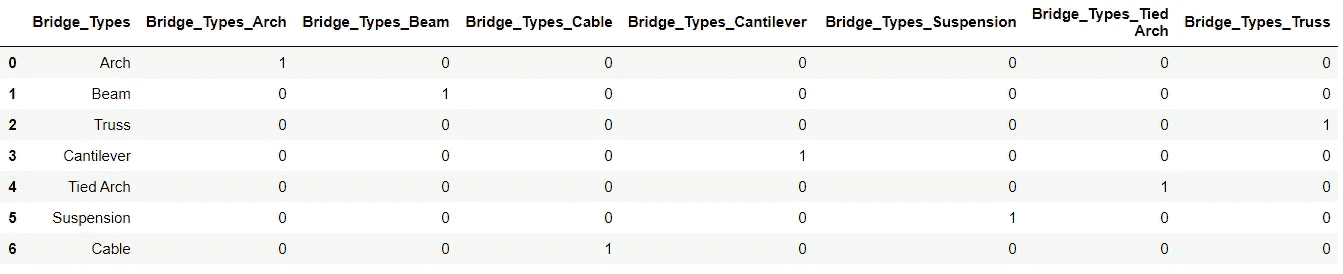 Bridge_Types Bridge_Types_Arch Bridge_Types_Beam Bridge_Types_Cable Bridge_Types_Cantilever Bridge_Types_Suspension Bridge_Types_Tied Arch Bridge_Types_Truss
0 Arch 1 0 0 0 0 0 0
1 Beam 0 1 0 0 0 0 0
2 Truss 0 0 0 0 0 0 1
3 Cantilever 0 0 0 1 0 0 0
4 Tied Arch 0 0 0 0 0 1 0
5 Suspension 0 0 0 0 1 0 0
6 Cable 0 0 1 0 0 0 0